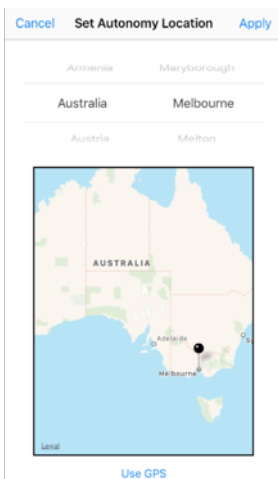 Cancel Set Autonomy Location Apply
Armenia Maryborough
Australia Melbourne
Austria Melton
AUSTRALIA
Adelaide
Melbourne
Legal
Use GPS